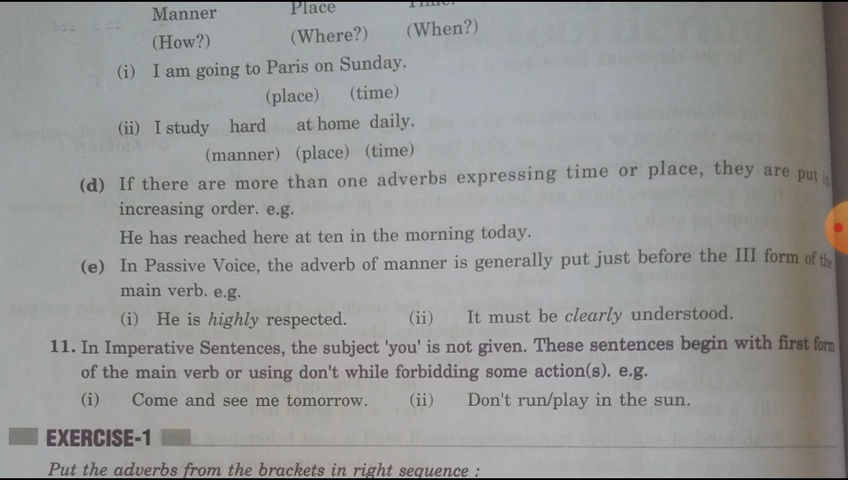 Manner Place
(How?) (Where?) (When?)
(i) I am going to Paris on Sunday.
(place) (time)
(ii) I study hard at home daily.
(manner) (place) (time)
(d) If there are more than one adverbs expressing time or place, they are put in
increasing order. e.g.
He has reached here at ten in the morning today.
(e) In Passive Voice, the adverb of manner is generally put just before the III form of the
main verb. e.g.
(i) He is highly respected. (ii) It must be clearly understood.
11. In Imperative Sentences, the subject 'you' is not given. These sentences begin with first form
of the main verb or using don't while forbidding some action(s). e.g.
(i) Come and see me tomorrow. (ii) Don't run/play in the sun.
EXERCISE-1
Put the adverbs from the brackets in right sequence :